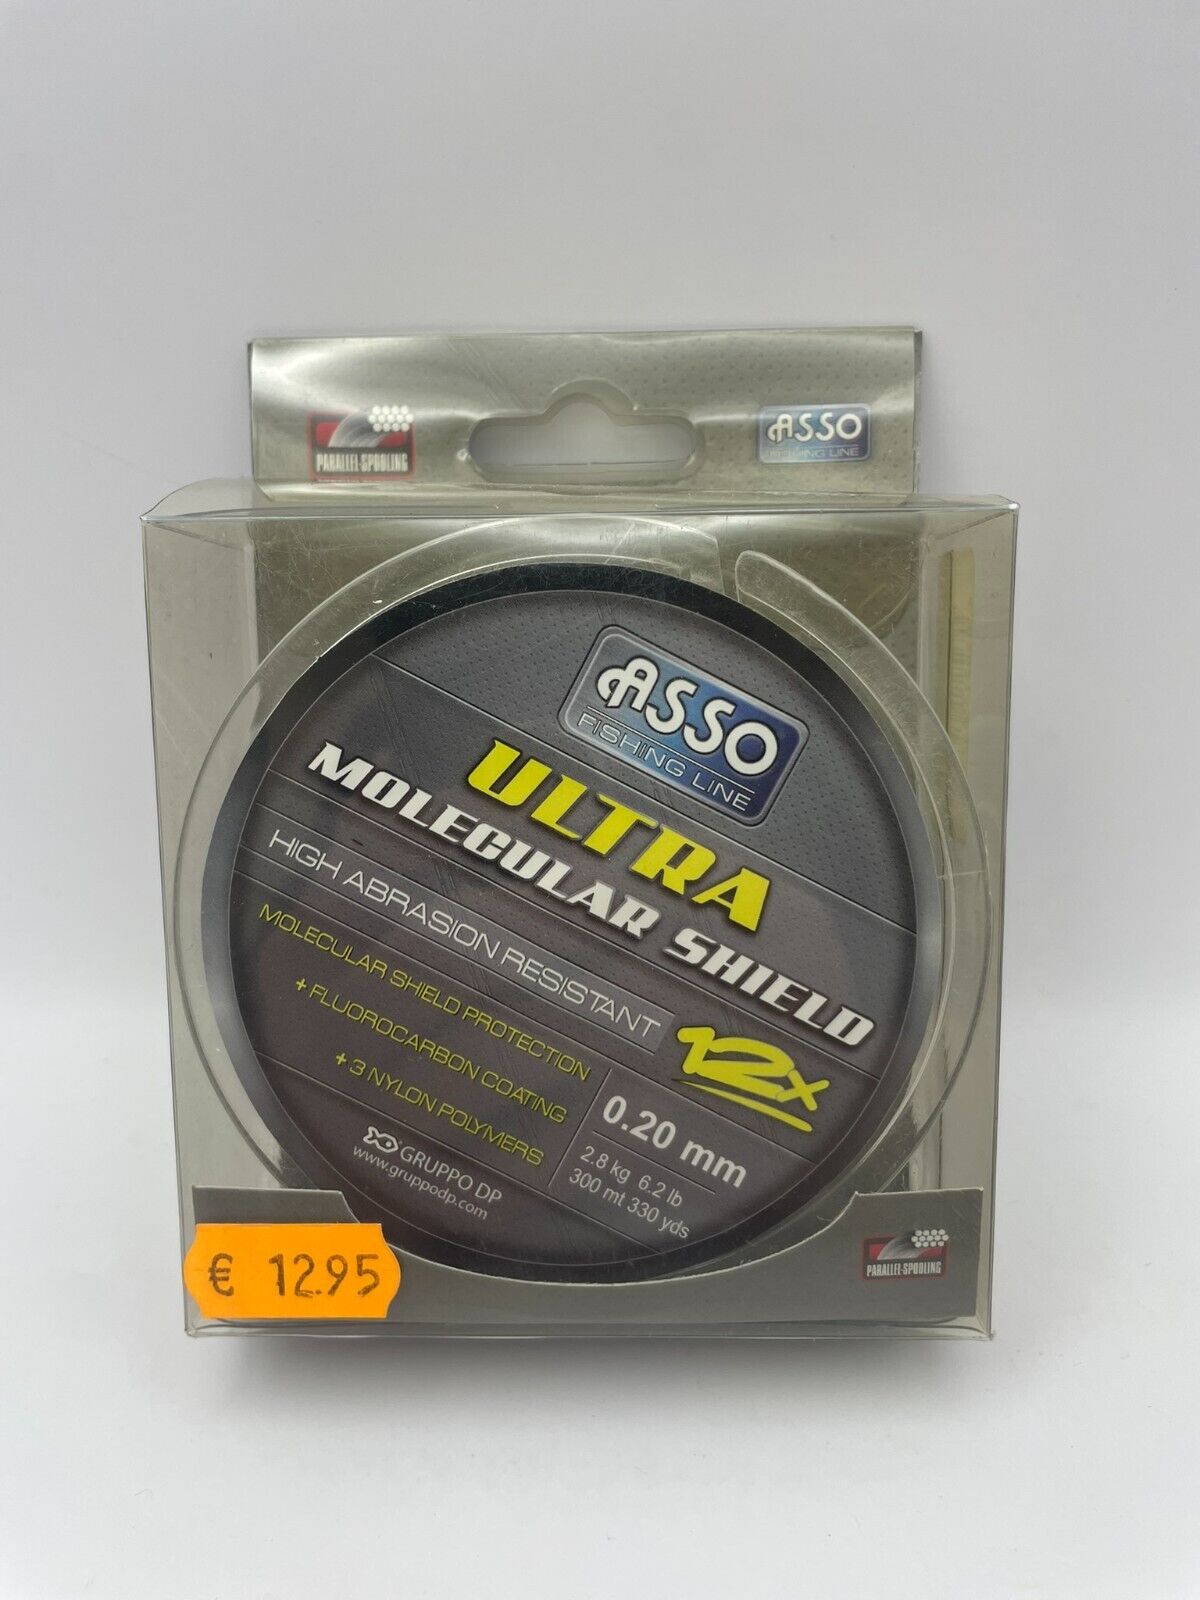 PARALLEL-SPOOLING
ASSO
FISHING LINE
ASSO
FISHING LINE
ULTRA
MOLECULAR SHIELD
HIGH ABRASION RESISTANT
12x
MOLECULAR SHIELD PROTECTION
+ FLUOROCARBON COATING
+ 3 NYLON POLYMERS
0.20 mm
2.8 kg 6.2 lb
300 mt 330 yds
GRUPPO DP
www.gruppodp.com
€ 12.95
PARALLEL-SPOOLING